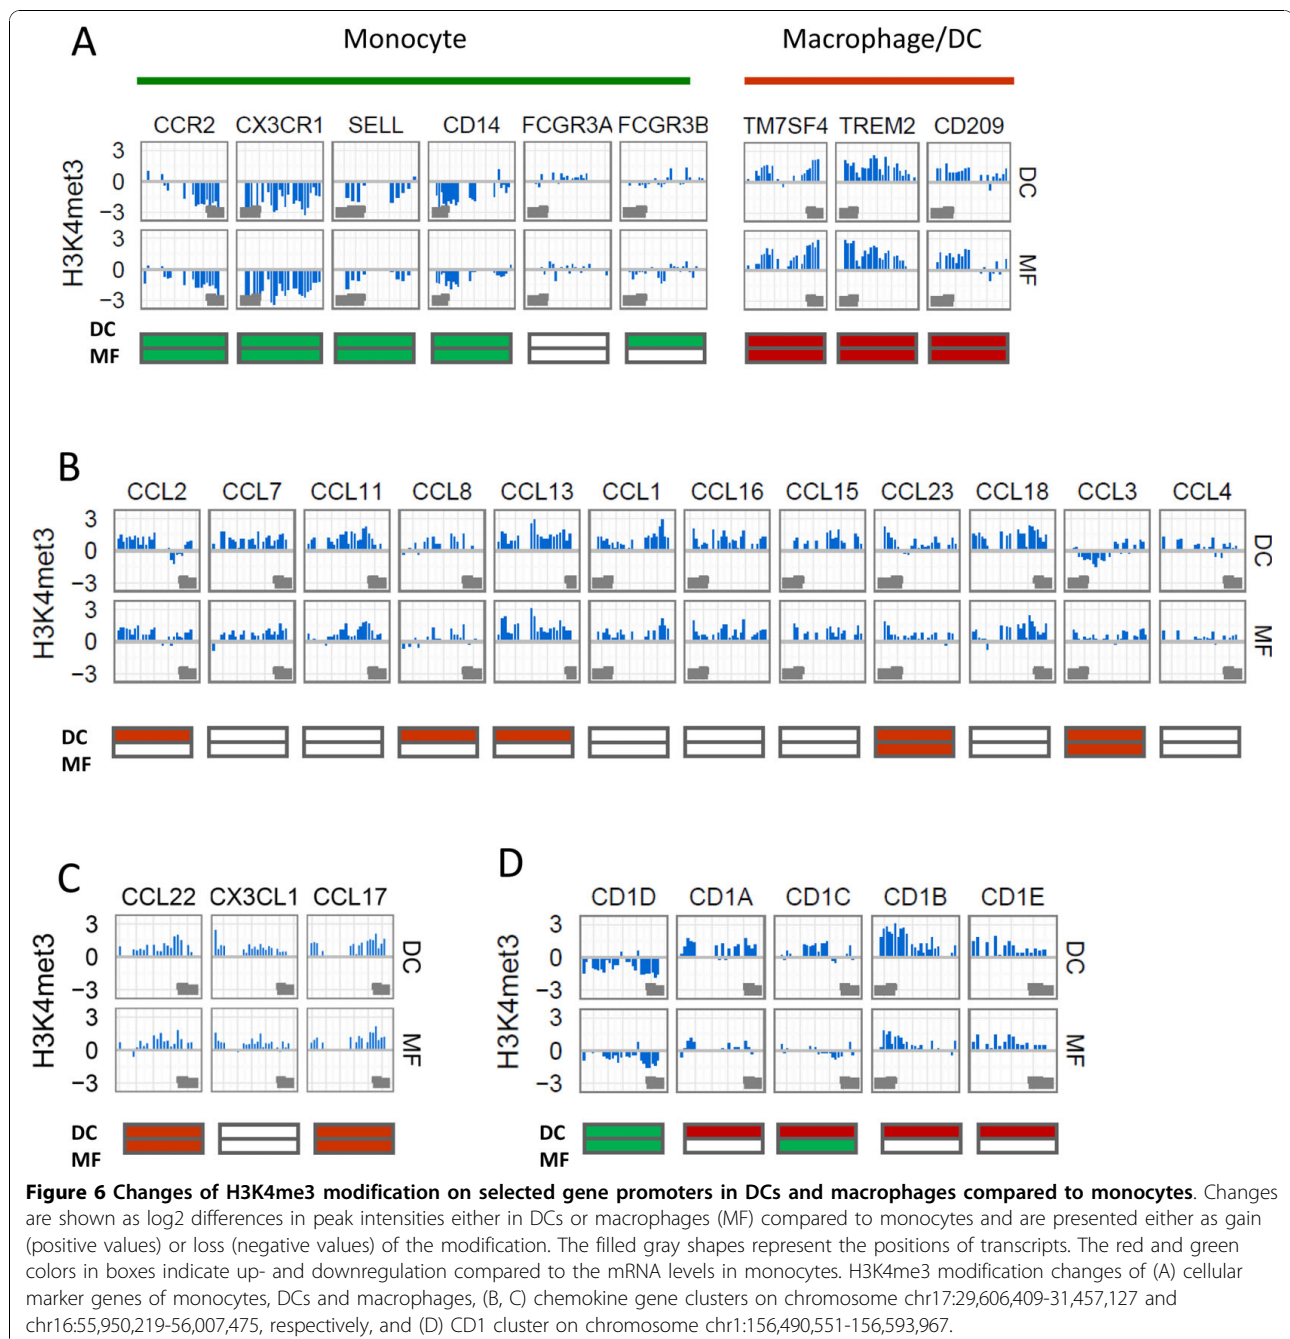 A
Monocyte Macrophage/DC
CCR2 CX3CR1 SELL CD14 FCGR3A FCGR3B TM7SF4 TREM2 CD209
H3K4met3
3
0
−3
DC
3
0
−3
MF
DC
MF
B
CCL2 CCL7 CCL11 CCL8 CCL13 CCL1 CCL16 CCL15 CCL23 CCL18 CCL3 CCL4
H3K4met3
3
0
−3
DC
3
0
−3
MF
DC
MF
C
CCL22 CX3CL1 CCL17
H3K4met3
3
0
−3
DC
3
0
−3
MF
DC
MF
D
CD1D CD1A CD1C CD1B CD1E
H3K4met3
3
0
−3
DC
3
0
−3
MF
DC
MF
Figure 6 Changes of H3K4me3 modification on selected gene promoters in DCs and macrophages compared to monocytes. Changes
are shown as log2 differences in peak intensities either in DCs or macrophages (MF) compared to monocytes and are presented either as gain
(positive values) or loss (negative values) of the modification. The filled gray shapes represent the positions of transcripts. The red and green
colors in boxes indicate up- and downregulation compared to the mRNA levels in monocytes. H3K4me3 modification changes of (A) cellular
marker genes of monocytes, DCs and macrophages, (B, C) chemokine gene clusters on chromosome chr17:29,606,409-31,457,127 and
chr16:55,950,219-56,007,475, respectively, and (D) CD1 cluster on chromosome chr1:156,490,551-156,593,967.